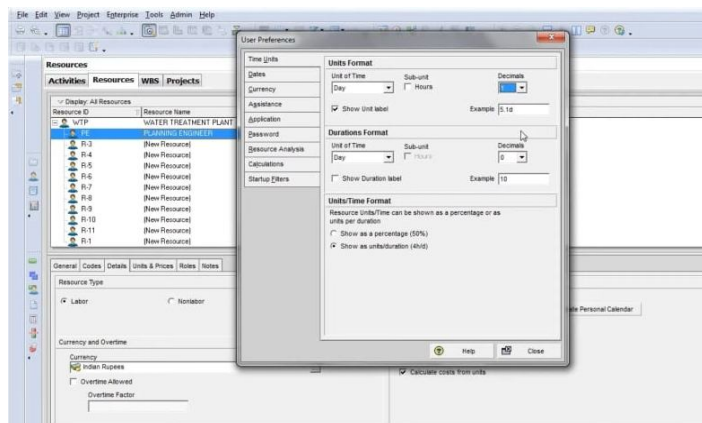 File Edit View Project Enterprise Tools Admin Help
User Preferences
Time Units
Dates
Currency
Assistance
Application
Password
Resource Analysis
Calculations
Startup Filters
Units Format
Unit of Time Sub-unit Decimals
Day Hours 1
Show Unit label Example 5.1d
Durations Format
Unit of Time Sub-unit Decimals
Day Hours 0
Show Duration label Example 10
Units/Time Format
Resource Units/Time can be shown as a percentage or as
units per duration
Show as a percentage (50%)
Show as units/duration (4h/d)
Help Close
Resources
Activities Resources WBS Projects
Display: All Resources
Resource ID Resource Name
WTP WATER TREATMENT PLANT
PE PLANNING ENGINEER
R-3 (New Resource)
R-4 (New Resource)
R-5 (New Resource)
R-6 (New Resource)
R-7 (New Resource)
R-8 (New Resource)
R-9 (New Resource)
R-10 (New Resource)
R-11 (New Resource)
R-1 (New Resource)
General Codes Details Units & Prices Roles Notes
Resource Type
Labor Nonlabor
Personal Calendar
Currency and Overtime
Currency
Indian Rupees
Calculate costs from units
Overtime Allowed
Overtime Factor